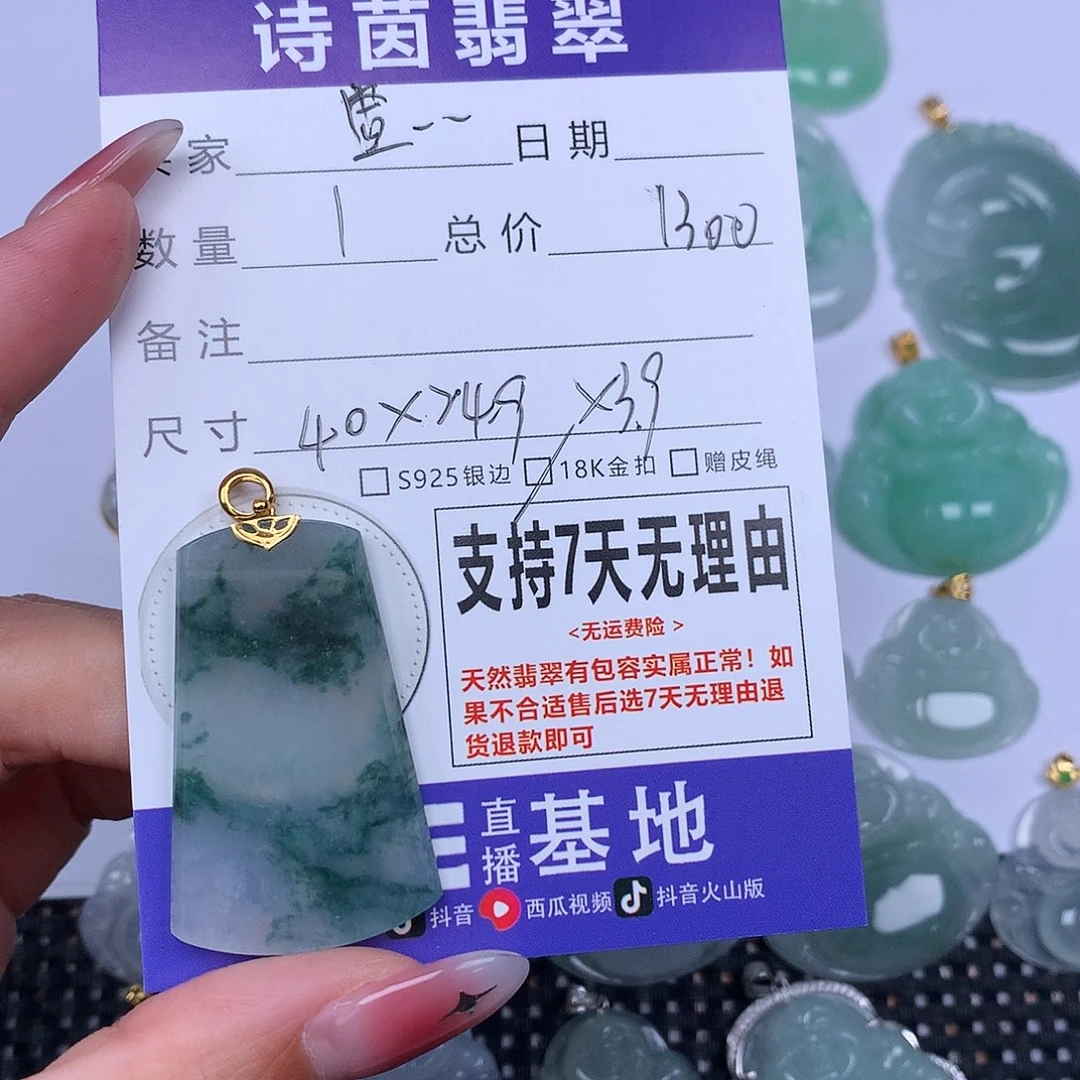 诗茵翡翠
家 壹-- 日期
数量 1 总价 1300
备注
尺寸 40×24.9×3.9
S925银边 18K金扣 赠皮绳
支持7天无理由
<无运费险>
天然翡翠有包容实属正常！如
果不合适售后选7天无理由退
货退款即可
直播基地
抖音 西瓜视频 抖音火山版